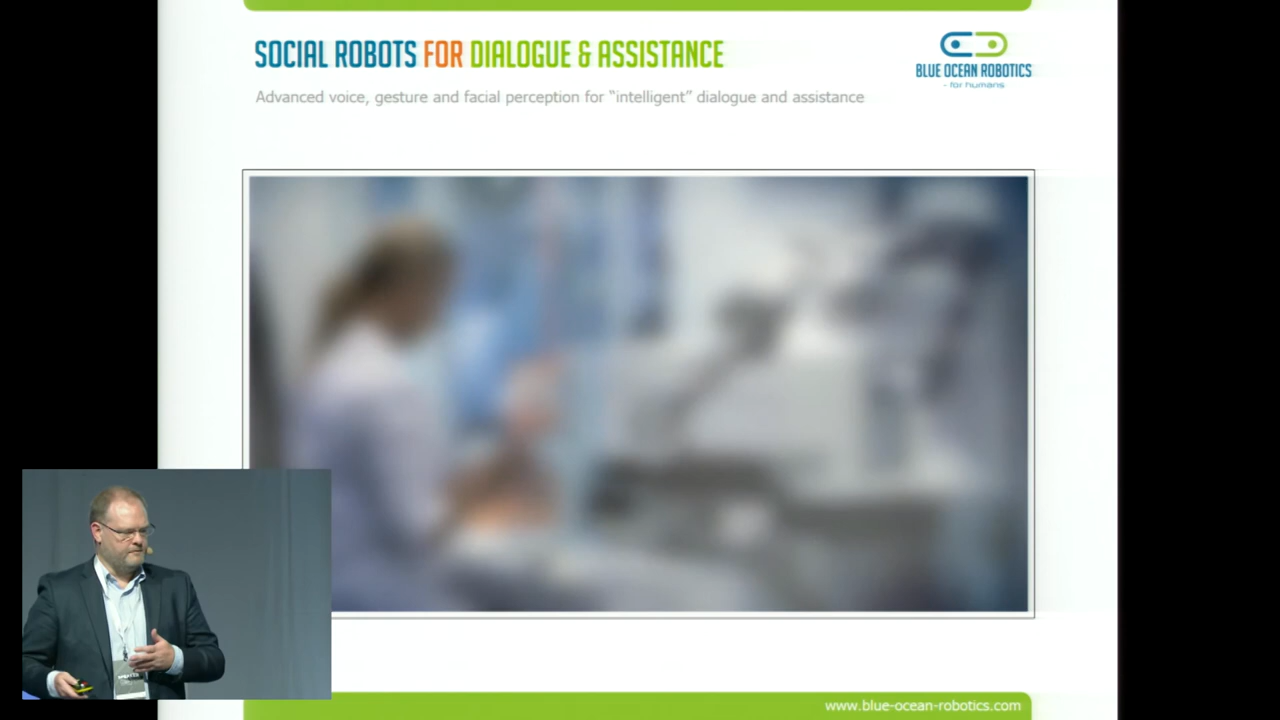 SOCIAL ROBOTS FOR DIALOGUE & ASSISTANCE
BLUE OCEAN ROBOTICS
- for humans
Advanced voice, gesture and facial perception for “intelligent” dialogue and assistance
SPEAKER
www.blue-ocean-robotics.com